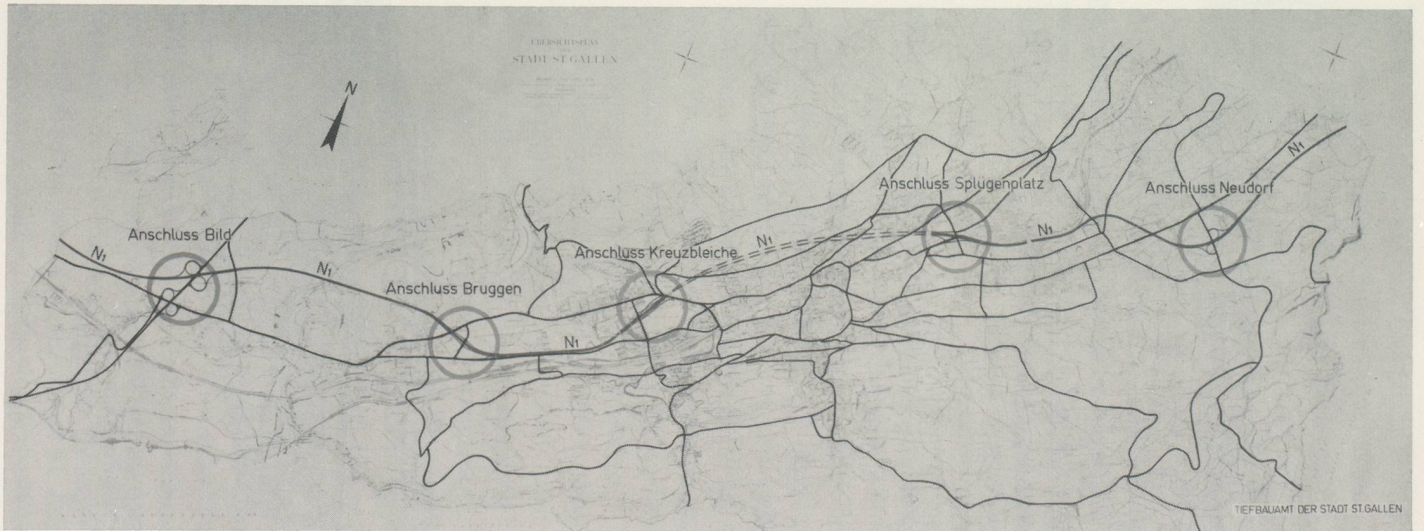 ÜBERSICHTSPLAN
STADT ST.GALLEN
N
Anschluss Splügenplatz
Anschluss Neudorf
N1
Anschluss Bild
Anschluss Kreuzbleiche
N1
N1
N1
N1
Anschluss Bruggen
N1
TIEFBAUAMT DER STADT ST.GALLEN